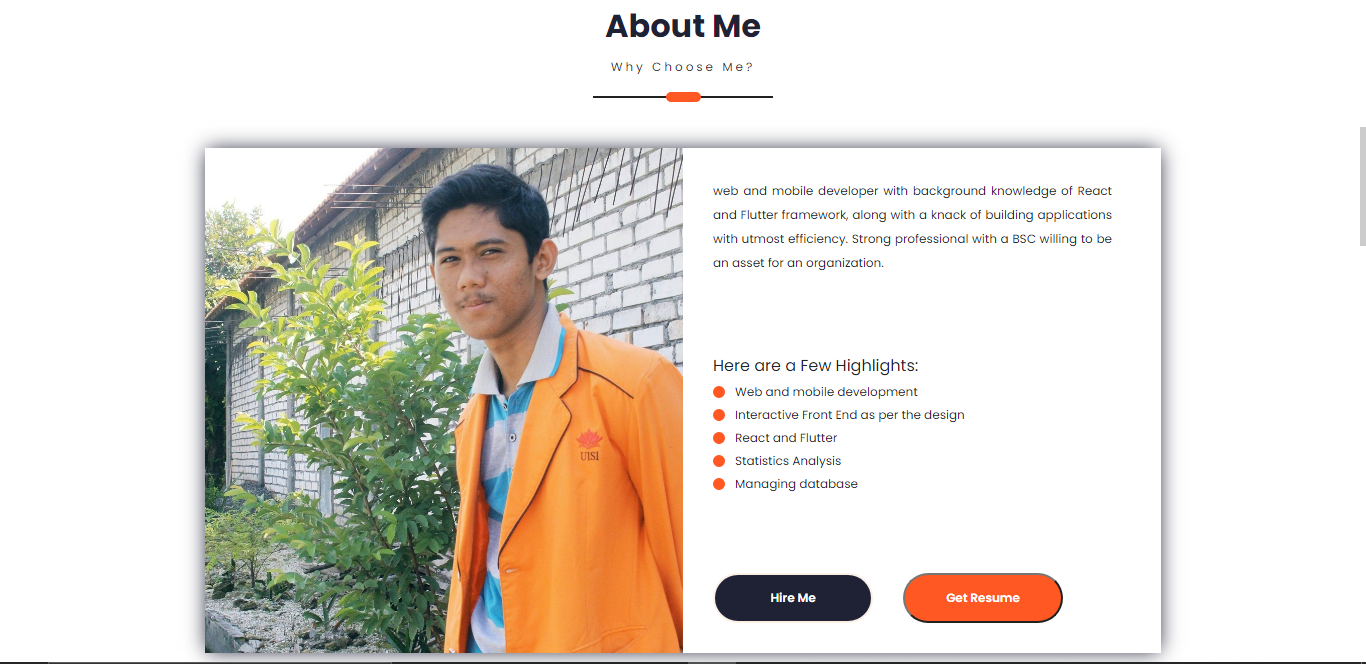 About Me
Why Choose Me?
web and mobile developer with background knowledge of React
and Flutter framework, along with a knack of building applications
with utmost efficiency. Strong professional with a BSC willing to be
an asset for an organization.
UISI
Here are a Few Highlights:
Web and mobile development
Interactive Front End as per the design
React and Flutter
Statistics Analysis
Managing database
Hire Me
Get Resume